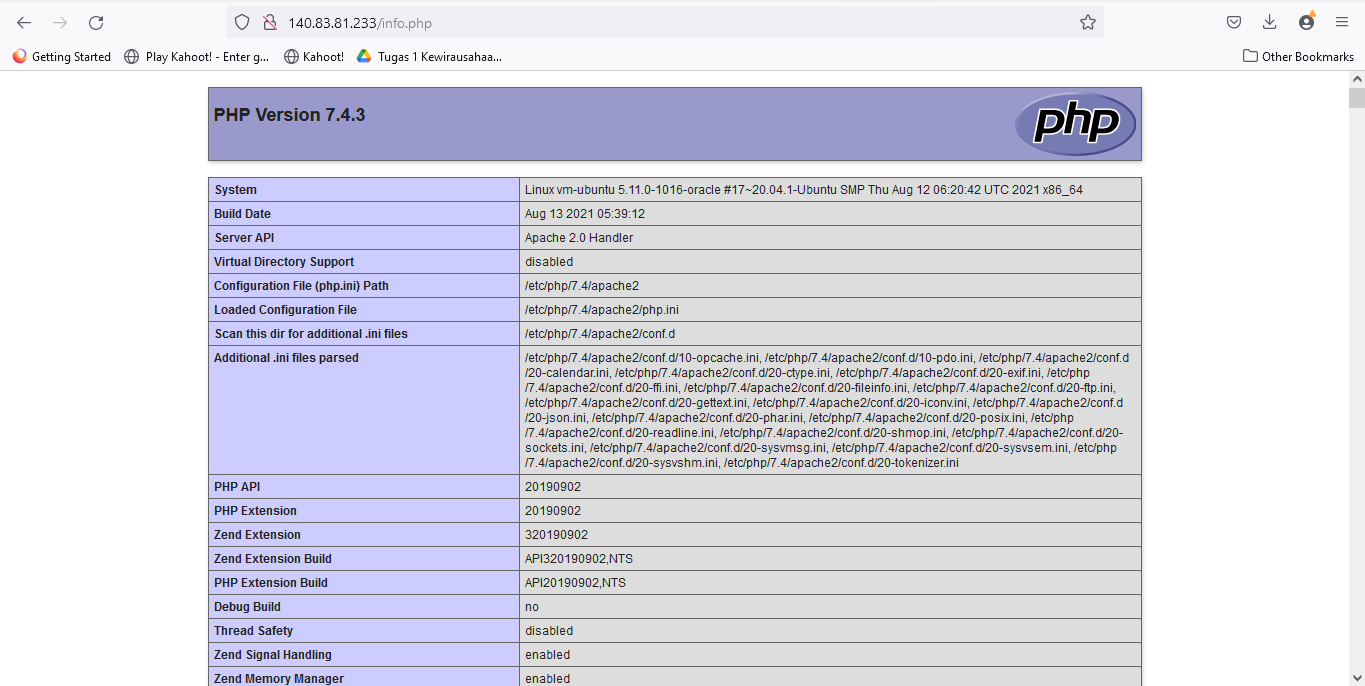 140.83.81.233/info.php
Getting Started
Play Kahoot! - Enter g...
Kahoot!
Tugas 1 Kewirausahaa...
Other Bookmarks
PHP Version 7.4.3
php
System Linux vm-ubuntu 5.11.0-1016-oracle #17~20.04.1-Ubuntu SMP Thu Aug 12 06:20:42 UTC 2021 x86_64
Build Date Aug 13 2021 05:39:12
Server API Apache 2.0 Handler
Virtual Directory Support disabled
Configuration File (php.ini) Path /etc/php/7.4/apache2
Loaded Configuration File /etc/php/7.4/apache2/php.ini
Scan this dir for additional .ini files /etc/php/7.4/apache2/conf.d
Additional .ini files parsed /etc/php/7.4/apache2/conf.d/10-opcache.ini, /etc/php/7.4/apache2/conf.d/10-pdo.ini, /etc/php/7.4/apache2/conf.d
/20-calendar.ini, /etc/php/7.4/apache2/conf.d/20-ctype.ini, /etc/php/7.4/apache2/conf.d/20-exif.ini, /etc/php
/7.4/apache2/conf.d/20-ffi.ini, /etc/php/7.4/apache2/conf.d/20-fileinfo.ini, /etc/php/7.4/apache2/conf.d/20-ftp.ini,
/etc/php/7.4/apache2/conf.d/20-gettext.ini, /etc/php/7.4/apache2/conf.d/20-iconv.ini, /etc/php/7.4/apache2/conf.d
/20-json.ini, /etc/php/7.4/apache2/conf.d/20-phar.ini, /etc/php/7.4/apache2/conf.d/20-posix.ini, /etc/php
/7.4/apache2/conf.d/20-readline.ini, /etc/php/7.4/apache2/conf.d/20-shmop.ini, /etc/php/7.4/apache2/conf.d/20-
sockets.ini, /etc/php/7.4/apache2/conf.d/20-sysvmsg.ini, /etc/php/7.4/apache2/conf.d/20-sysvsem.ini, /etc/php
/7.4/apache2/conf.d/20-sysvshm.ini, /etc/php/7.4/apache2/conf.d/20-tokenizer.ini
PHP API 20190902
PHP Extension 20190902
Zend Extension 320190902
Zend Extension Build API320190902,NTS
PHP Extension Build API20190902,NTS
Debug Build no
Thread Safety disabled
Zend Signal Handling enabled
Zend Memory Manager enabled